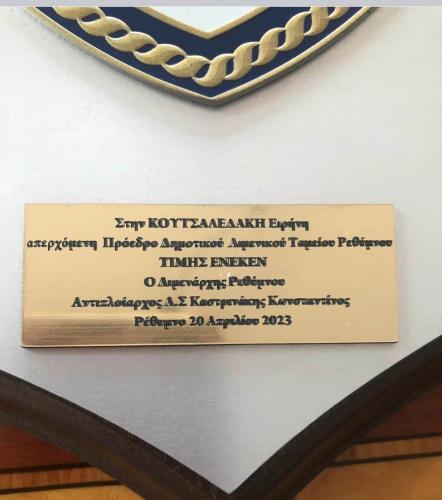 Στην ΚΟΥΤΣΑΛΕΔΑΚΗ Ειρήνη
απερχόμενη Πρόεδρο Δημοτικού Λιμενικού Ταμείου Ρεθύμνου
ΤΙΜΗΣ ΕΝΕΚΕΝ
Ο Λιμενάρχης Ρεθύμνου
Αντιπλοίαρχος Λ.Σ Καστρινάκης Κωνσταντίνος
Ρέθυμνο 20 Απριλίου 2023